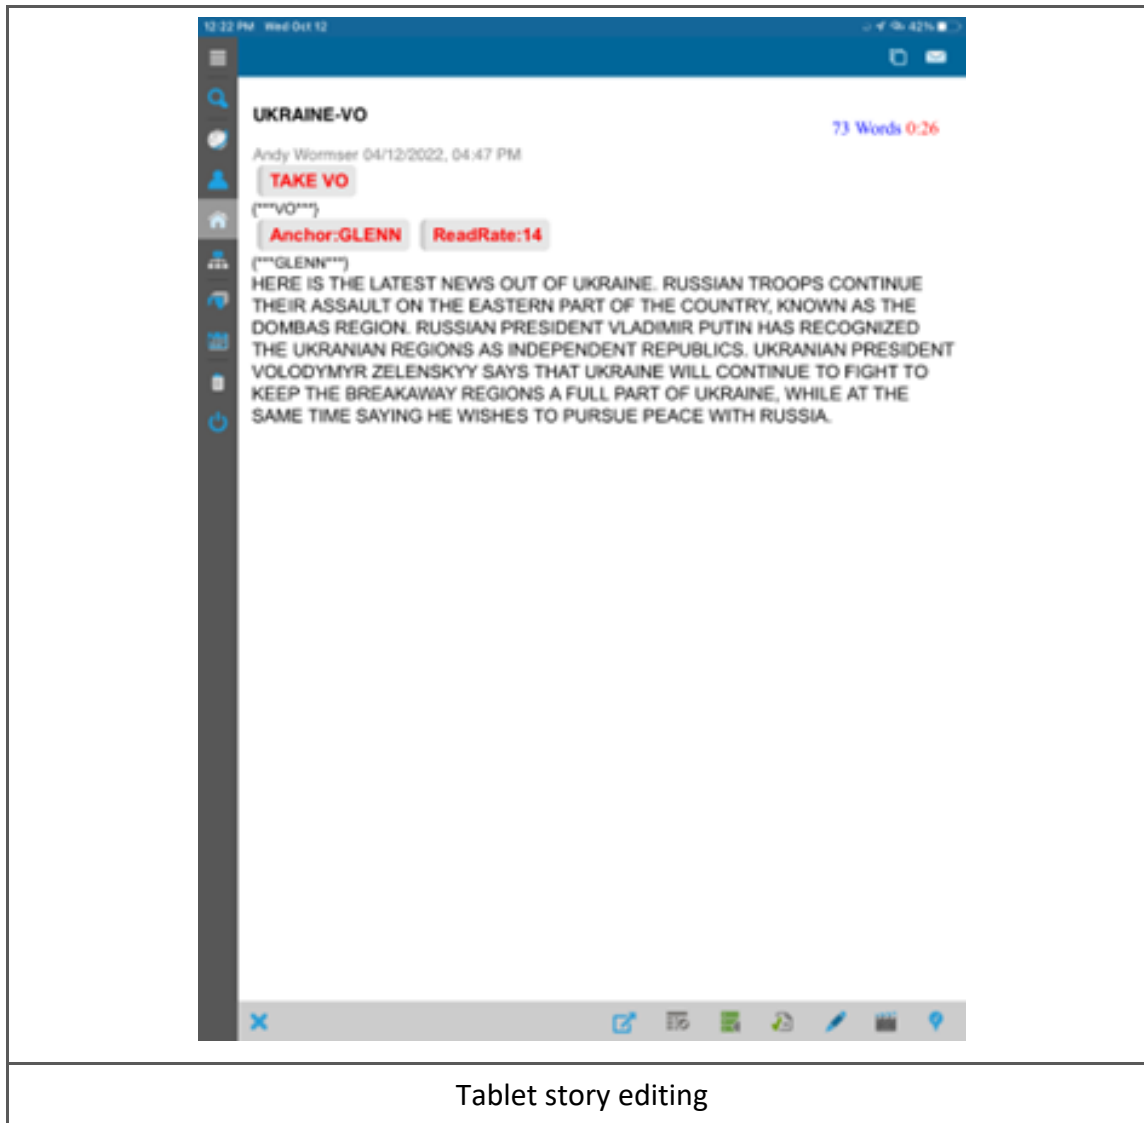 12:22 PM Wed Oct 12
42%
UKRAINE-VO
73 Words 0:26
Andy Wormser 04/12/2022, 04:47 PM
TAKE VO
(***VO***)
Anchor:GLENN ReadRate:14
(***GLENN***)
HERE IS THE LATEST NEWS OUT OF UKRAINE. RUSSIAN TROOPS CONTINUE
THEIR ASSAULT ON THE EASTERN PART OF THE COUNTRY, KNOWN AS THE
DOMBAS REGION. RUSSIAN PRESIDENT VLADIMIR PUTIN HAS RECOGNIZED
THE UKRANIAN REGIONS AS INDEPENDENT REPUBLICS. UKRANIAN PRESIDENT
VOLODYMYR ZELENSKYY SAYS THAT UKRAINE WILL CONTINUE TO FIGHT TO
KEEP THE BREAKAWAY REGIONS A FULL PART OF UKRAINE, WHILE AT THE
SAME TIME SAYING HE WISHES TO PURSUE PEACE WITH RUSSIA.
Tablet story editing